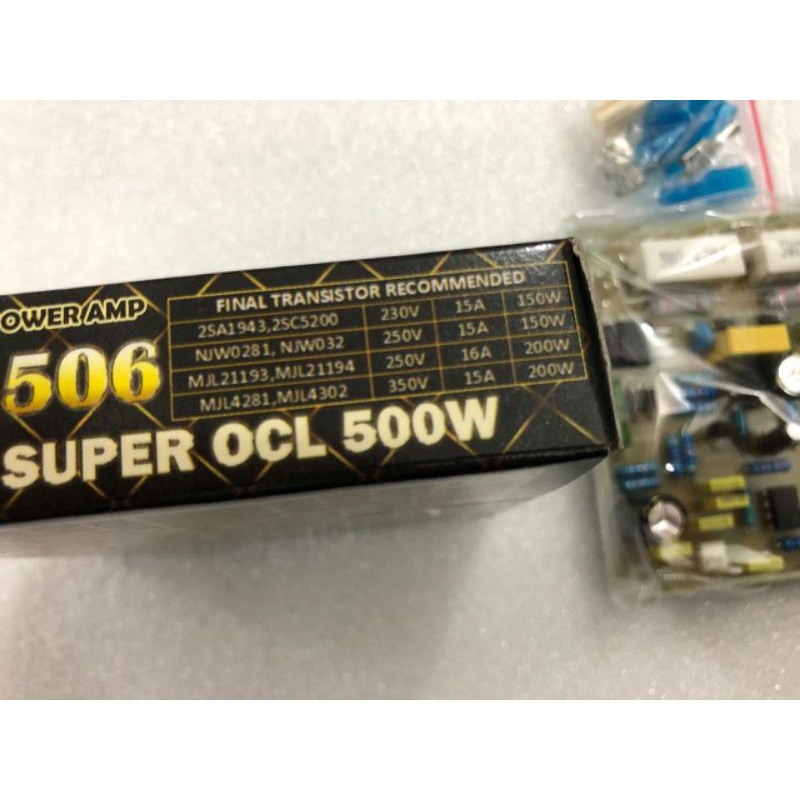 OWER AMP
506
FINAL TRANSISTOR RECOMMENDED
2SA1943,2SC5200 230V 15A 150W
NJW0281, NJW032 250V 15A 150W
MJL21193,MJL21194 250V 16A 200W
MJL4281,MJL4302 350V 15A 200W
SUPER OCL 500W